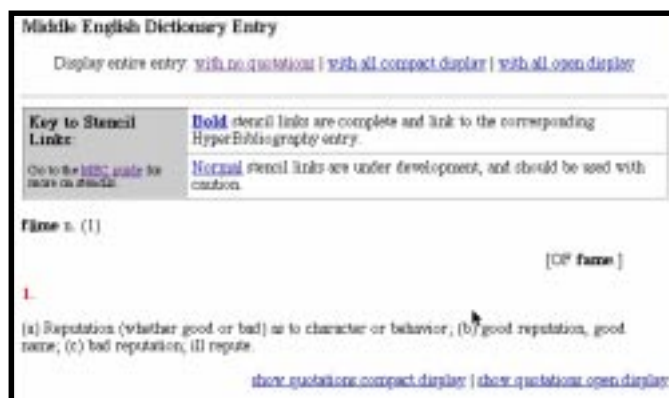 Middle English Dictionary Entry
Display entire entry: with no quotations | with all compact display | with all open display
Key to Stencil Links:
Go to the MEC guide for more on stencils.
Bold stencil links are complete and link to the corresponding HyperBibliography entry.
Normal stencil links are under development, and should be used with caution.
fāme n. (1)
[OF fame ]
1.
(a) Reputation (whether good or bad) as to character or behavior; (b) good reputation, good
name; (c) bad reputation, ill repute.
show quotations compact display | show quotations open display